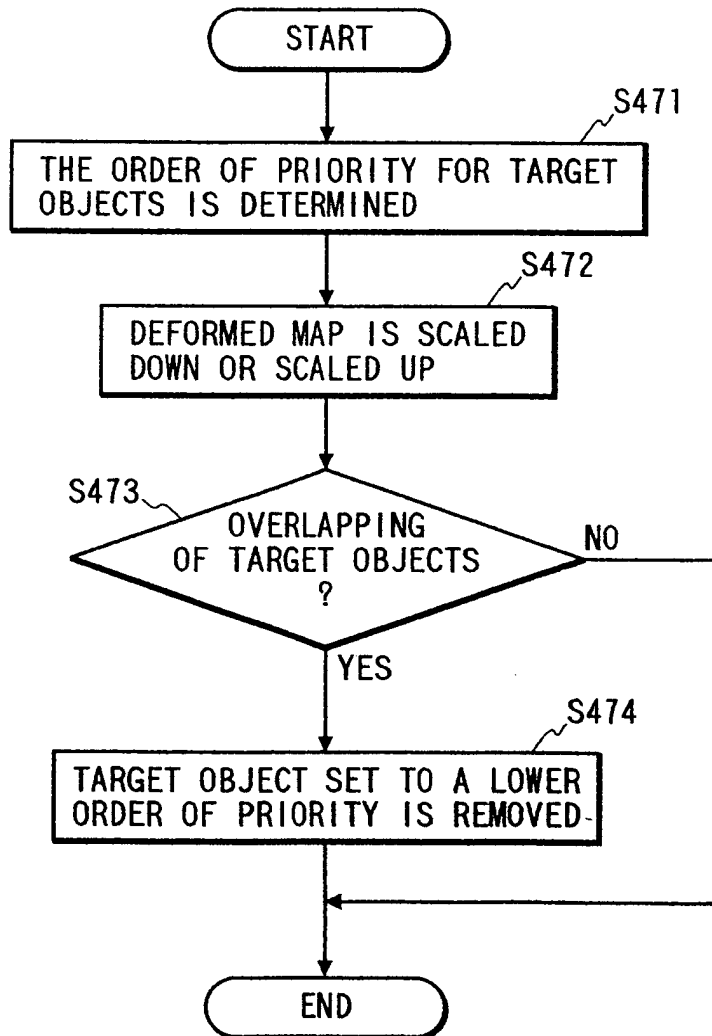 START
S471
THE ORDER OF PRIORITY FOR TARGET
OBJECTS IS DETERMINED
S472
DEFORMED MAP IS SCALED
DOWN OR SCALED UP
S473
OVERLAPPING
OF TARGET OBJECTS
?
NO
YES
S474
TARGET OBJECT SET TO A LOWER
ORDER OF PRIORITY IS REMOVED
END